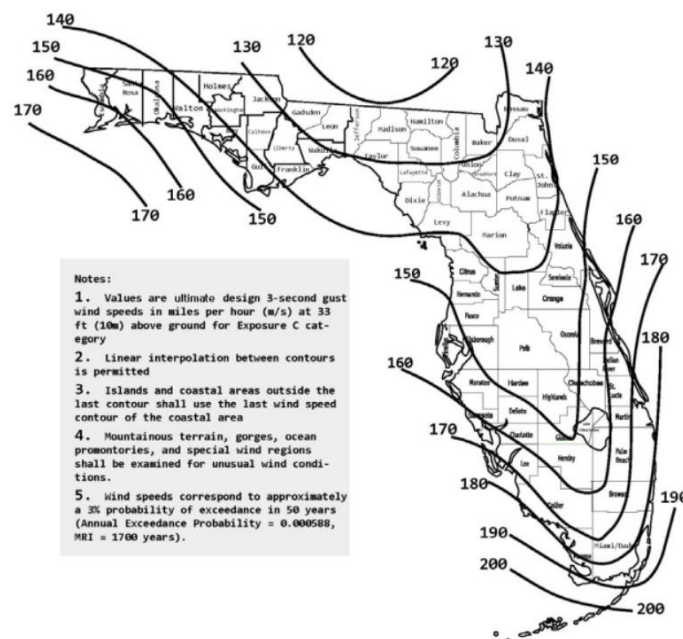 140
150
160
170
130
120
120
130
140
150
160
170
180
190
200
170
160
150
150
160
170
180
190
200
Santa
Rosa
Okaloosa
Walton
Holmes
Washington
Jackson
Calhoun
Gulf
Liberty
Franklin
Gadsden
Leon
Wakulla
Jefferson
Madison
Taylor
Hamilton
Suwanee
Lafayette
Dixie
Columbia
Baker
Nassau
Duval
Union
Bradford
Clay
St.
Johns
Alachua
Putnam
Flagler
Levy
Marion
Volusia
Citrus
Sumter
Lake
Seminole
Hernando
Orange
Pasco
Hillsborough
Polk
Osceola
Brevard
Indian
River
Manatee
Hardee
Highlands
Okeechobee
St.
Lucie
Sarasota
DeSoto
Martin
Charlotte
Glades
Lee
Hendry
Palm
Beach
Collier
Broward
Miami/Dade
Notes:
1. Values are ultimate design 3-second gust
wind speeds in miles per hour (m/s) at 33
ft (10m) above ground for Exposure C cat-
egory
2. Linear interpolation between contours
is permitted
3. Islands and coastal areas outside the
last contour shall use the last wind speed
contour of the coastal area
4. Mountainous terrain, gorges, ocean
promontories, and special wind regions
shall be examined for unusual wind condi-
tions.
5. Wind speeds correspond to approximately
a 3% probability of exceedance in 50 years
(Annual Exceedance Probability = 0.000588,
MRI = 1700 years).